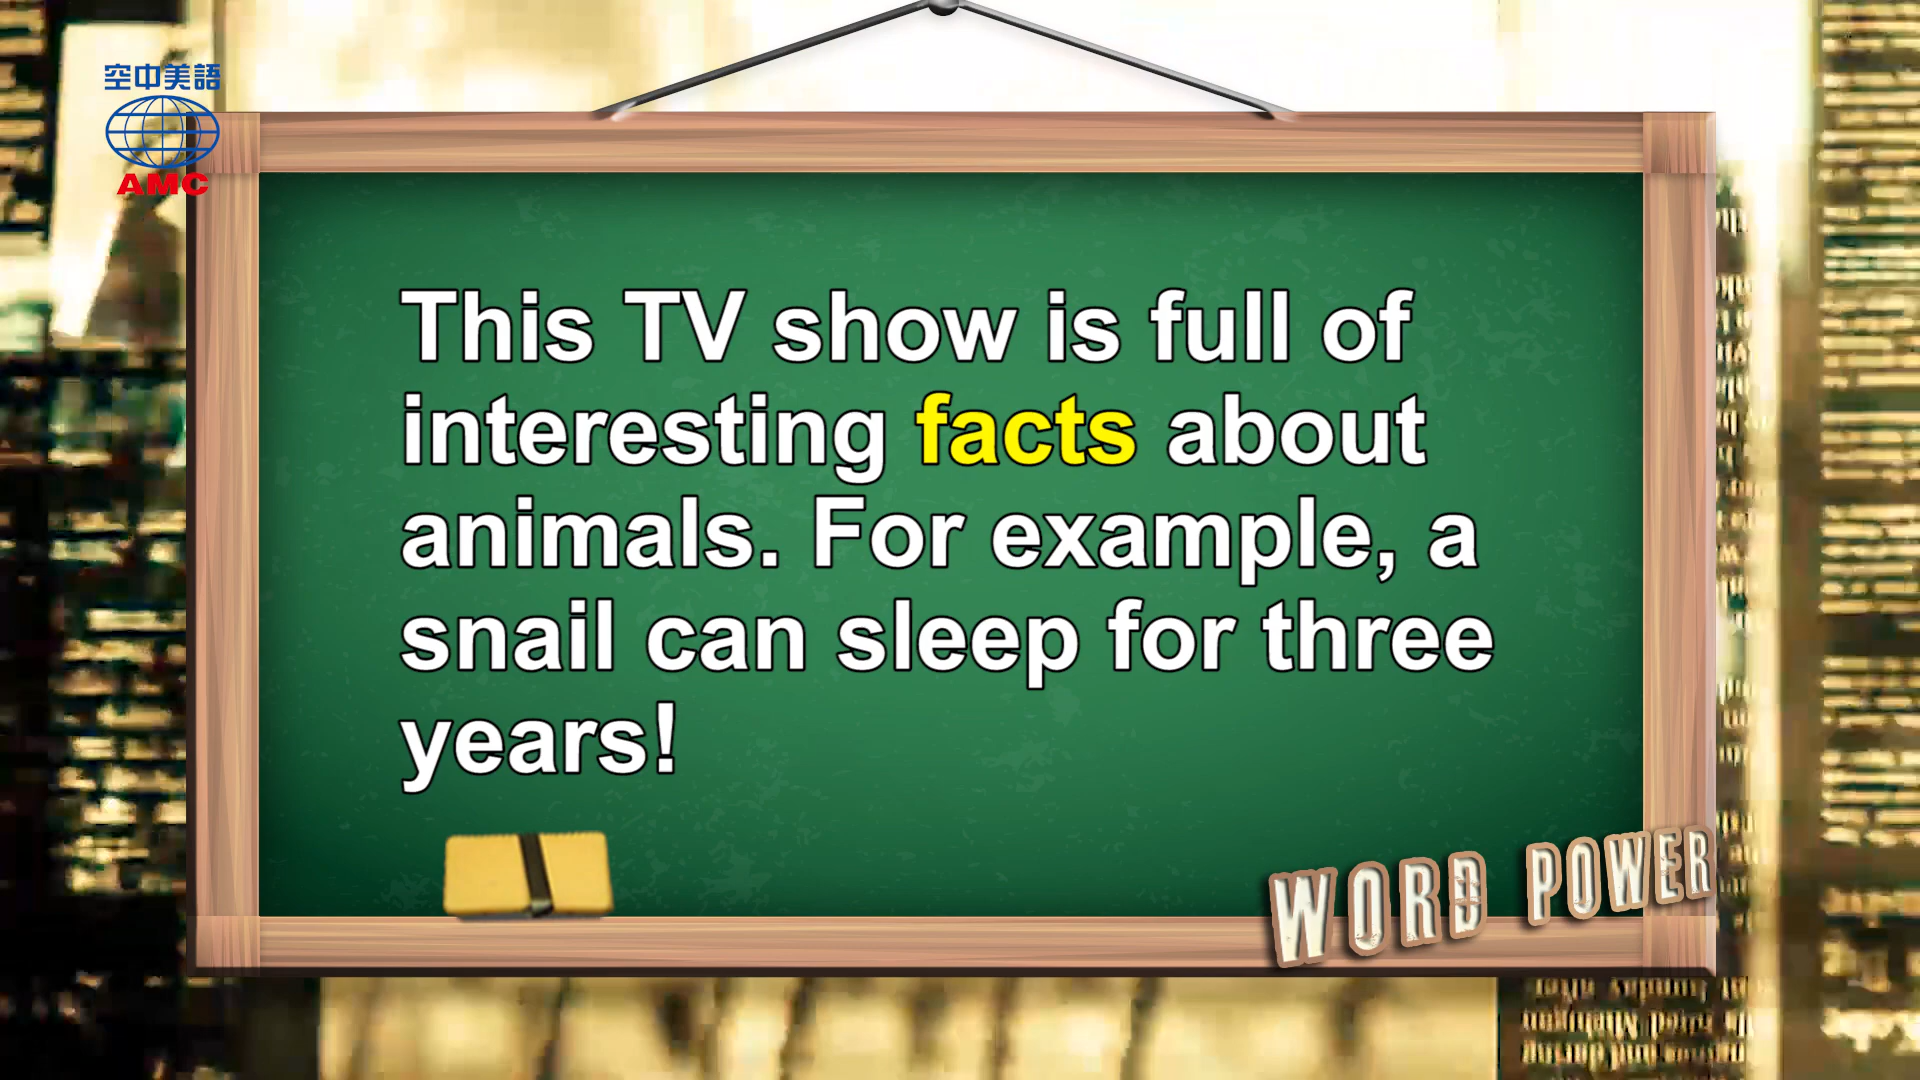 空中美語
AMC
This TV show is full of
interesting facts about
animals. For example, a
snail can sleep for three
years!
WORD POWER